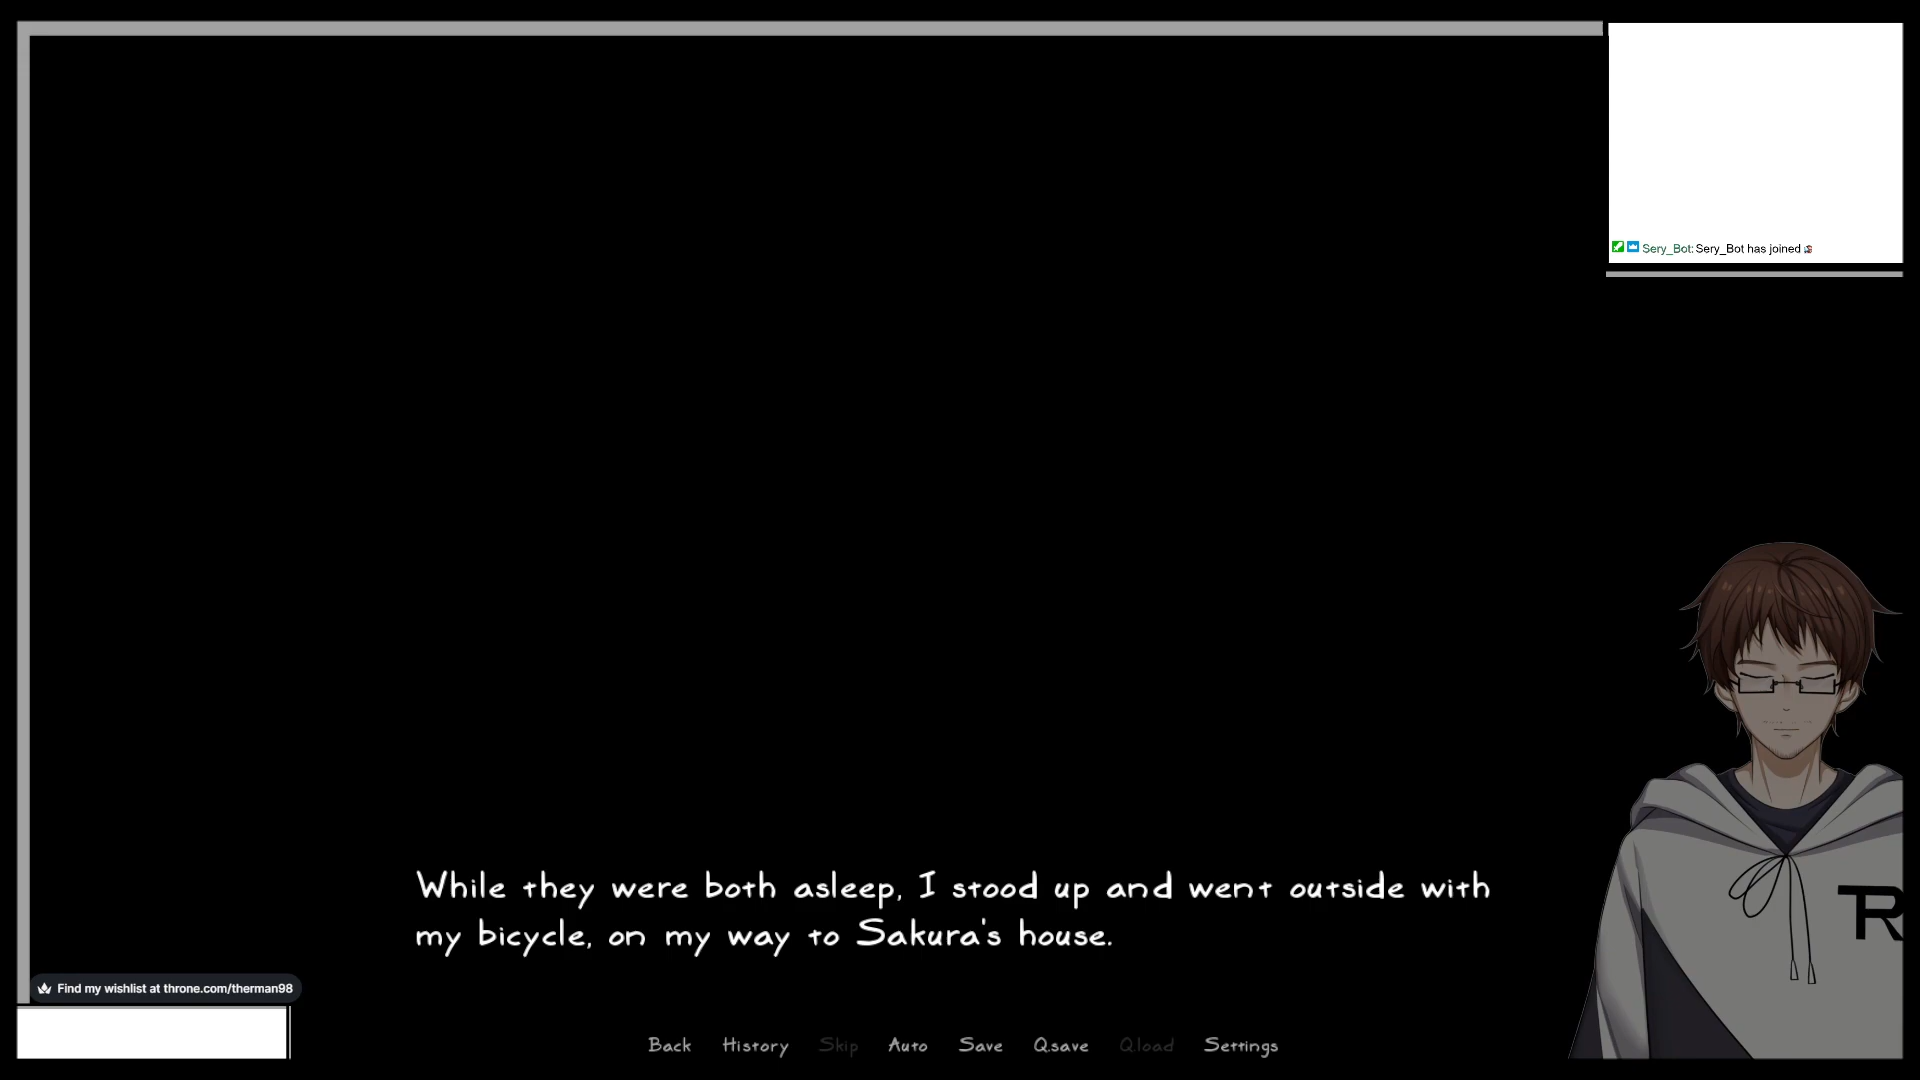 Sery_Bot: Sery_Bot has joined
TR
While they were both asleep, I stood up and went outside with
my bicycle, on my way to Sakura's house.
Find my wishlist at throne.com/therman98
Back History Skip Auto Save Q.save Q.load Settings